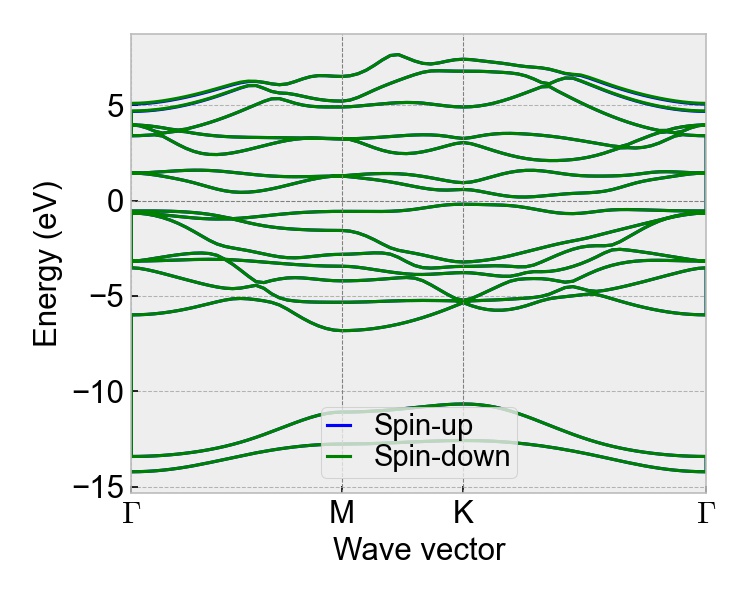 Energy (eV)
5
0
−5
−10
−15
Spin-up
Spin-down
Γ M K Γ
Wave vector